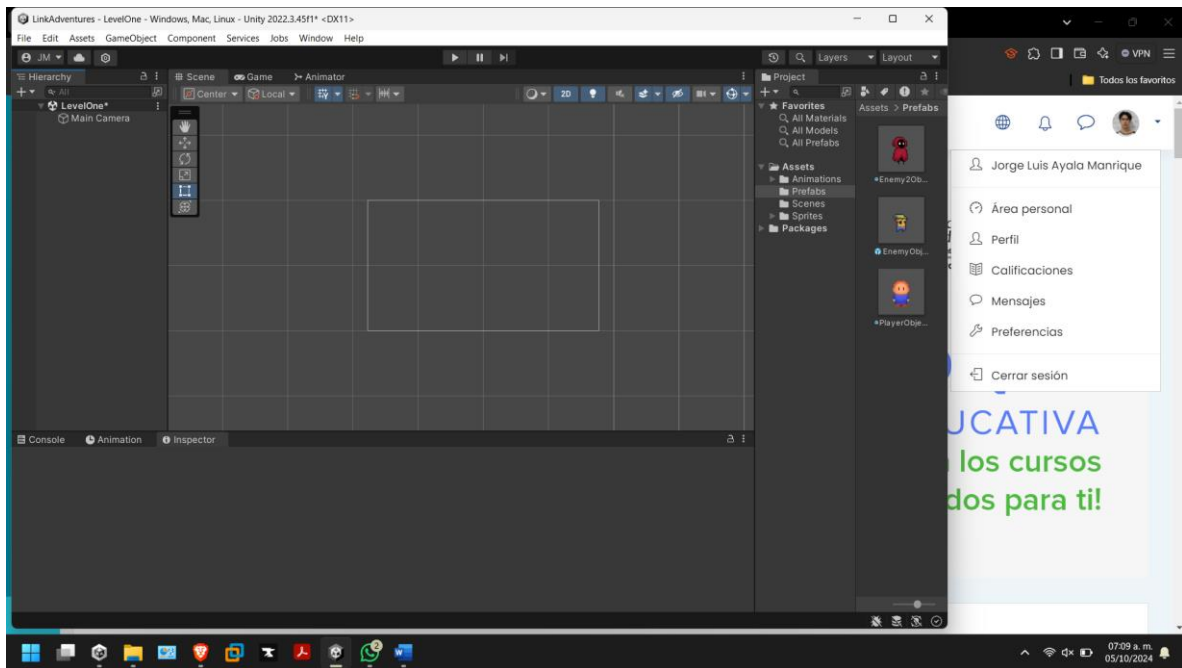 LinkAdventures - LevelOne - Windows, Mac, Linux - Unity 2022.3.45f1* <DX11>
File Edit Assets GameObject Component Services Jobs Window Help
JM
Layers Layout
Hierarchy
All
LevelOne*
Main Camera
Scene Game Animator
Center Local 2D
Project
Favorites
All Materials
All Models
All Prefabs
Assets
Animations
Prefabs
Scenes
Sprites
Packages
Assets > Prefabs
Enemy2Ob...
EnemyObj...
PlayerObje...
Console Animation Inspector
VPN
Todos los favoritos
Jorge Luis Ayala Manrique
Área personal
Perfil
Calificaciones
Mensajes
Preferencias
Cerrar sesión
UCATIVA
los cursos
dos para ti!
2
07:09 a. m.
05/10/2024